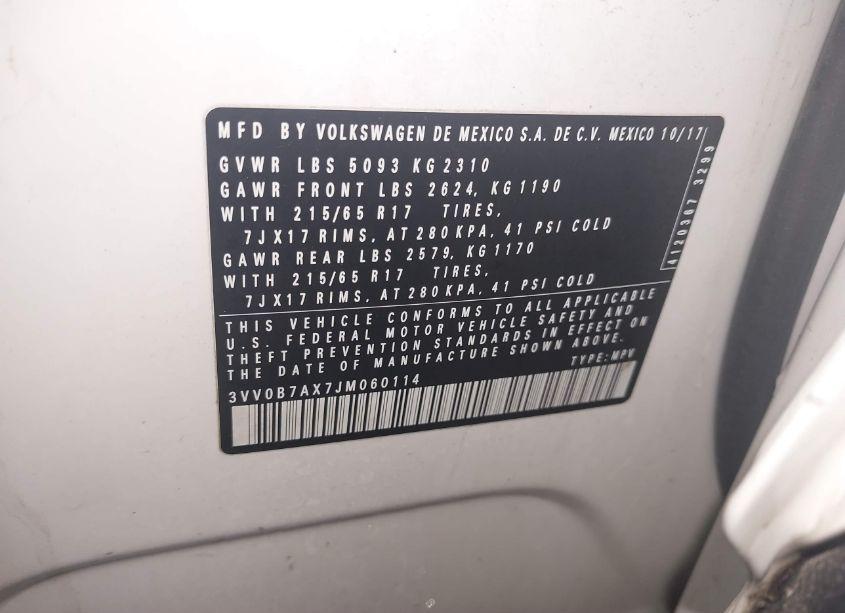 MFD BY VOLKSWAGEN DE MEXICO S.A. DE C.V. MEXICO 10/17
GVWR LBS 5093 KG 2310
GAWR FRONT LBS 2624, KG 1190
WITH 215/65 R17 TIRES,
7JX17 RIMS, AT 280 KPA, 41 PSI COLD
GAWR REAR LBS 2579, KG 1170
WITH 215/65 R17 TIRES,
7JX17 RIMS, AT 280 KPA, 41 PSI COLD
4120367 3299
THIS VEHICLE CONFORMS TO ALL APPLICABLE
U.S. FEDERAL MOTOR VEHICLE SAFETY AND
THEFT PREVENTION STANDARDS IN EFFECT ON
THE DATE OF MANUFACTURE SHOWN ABOVE.
TYPE: MPV
3VV0B7AX7JM060114